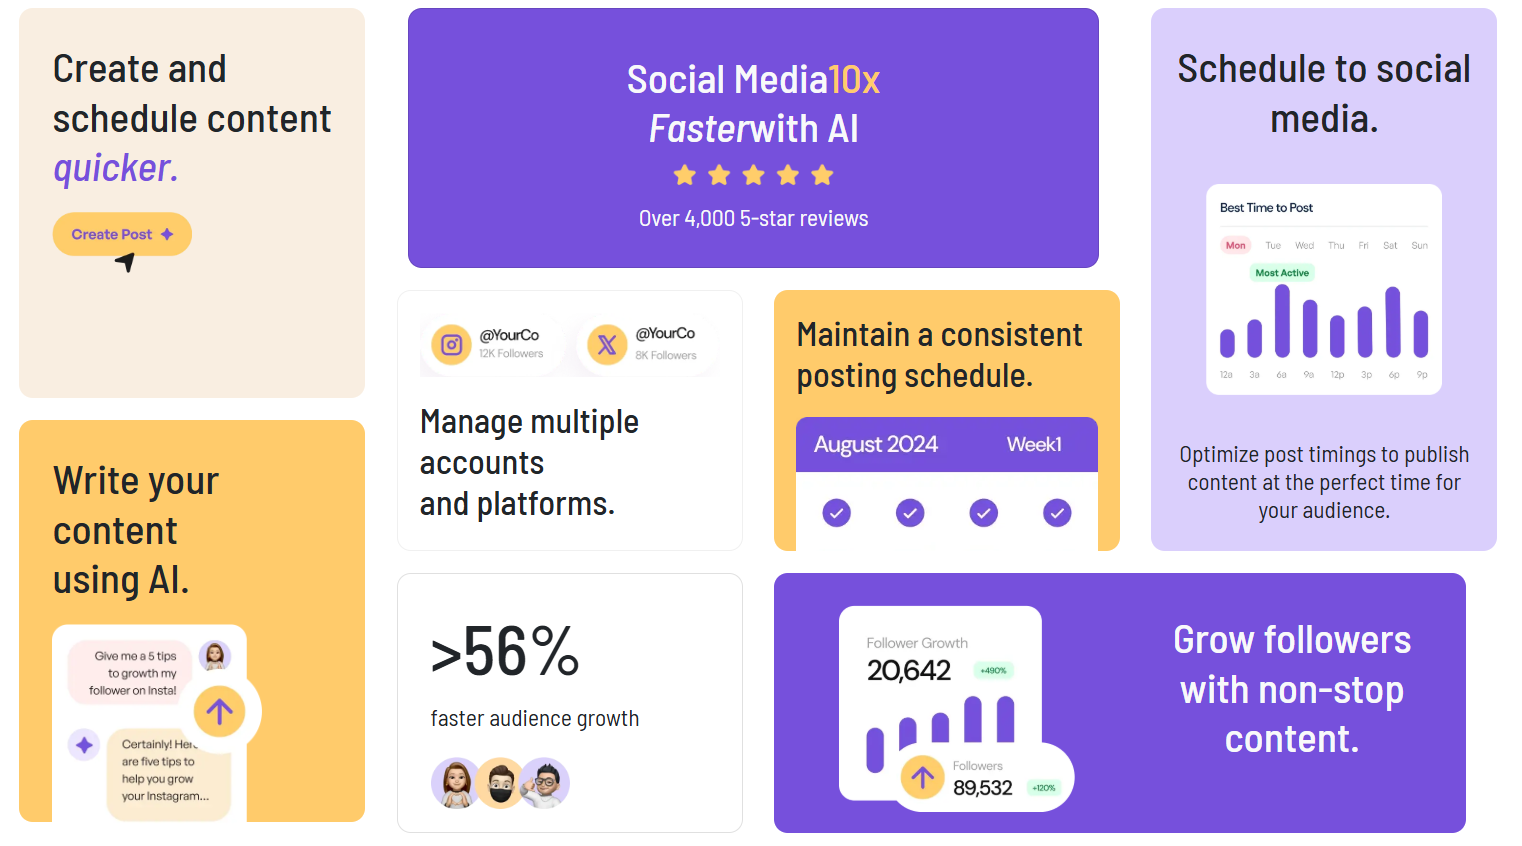 Create and
schedule content
quicker.
Create Post
Write your
content
using AI.
Give me a 5 tips
to growth my
follower on Insta!
Certainly! Her
are five tips to
help you grow
your Instagram...
Social Media10x
Fasterwith AI
Over 4,000 5-star reviews
@YourCo
12K Followers
@YourCo
8K Followers
Manage multiple
accounts
and platforms.
>56%
faster audience growth
Maintain a consistent
posting schedule.
August 2024 Week1
Schedule to social
media.
Best Time to Post
Mon Tue Wed Thu Fri Sat Sun
Most Active
12a 3a 6a 9a 12p 3p 6p 9p
Optimize post timings to publish
content at the perfect time for
your audience.
Follower Growth
20,642 +490%
Followers
89,532 +120%
Grow followers
with non-stop
content.